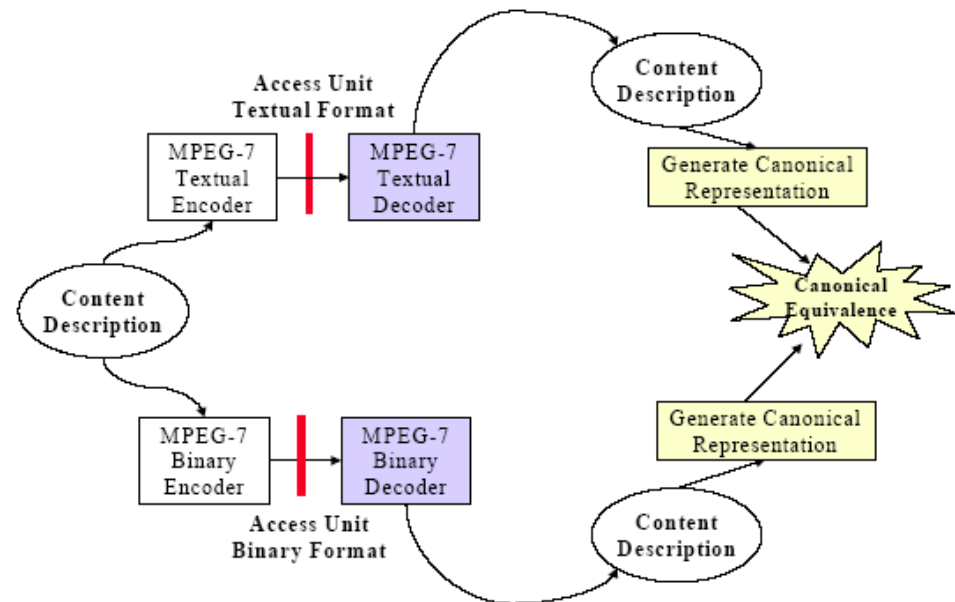 Access Unit
Textual Format
MPEG-7
Textual
Encoder
MPEG-7
Textual
Decoder
Content
Description
Generate Canonical
Representation
Content
Description
Canonical
Equivalence
MPEG-7
Binary
Encoder
MPEG-7
Binary
Decoder
Access Unit
Binary Format
Generate Canonical
Representation
Content
Description